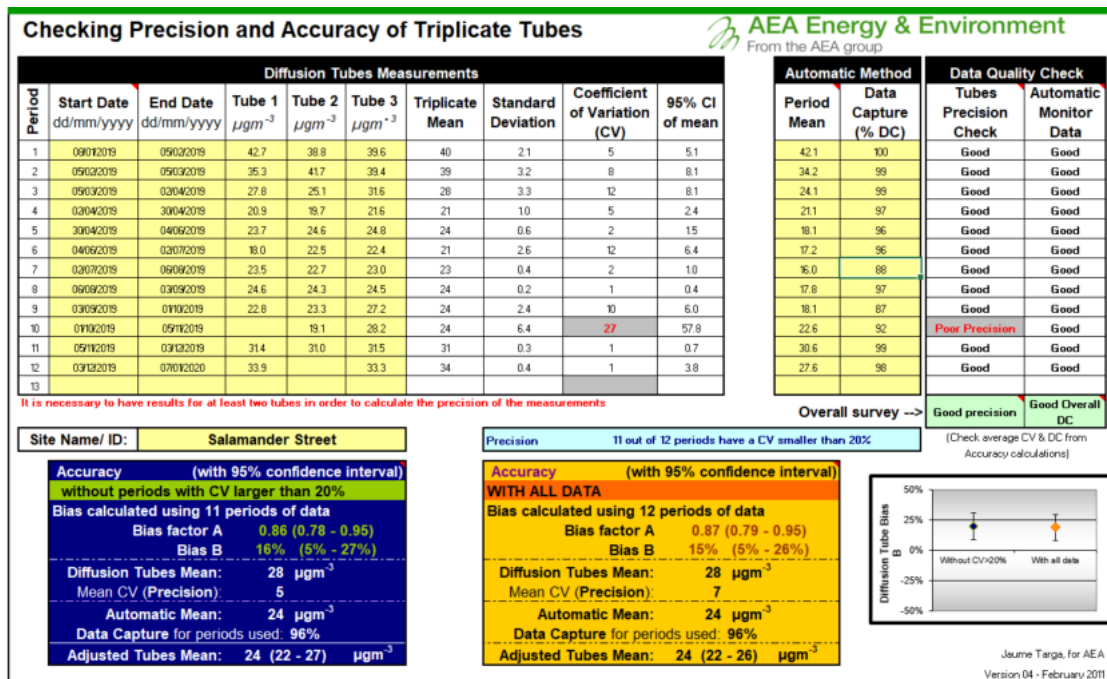 Checking Precision and Accuracy of Triplicate Tubes
AEA Energy & Environment
From the AEA group
Diffusion Tubes Measurements
Automatic Method
Data Quality Check
Period Start Date dd/mm/yyyy End Date dd/mm/yyyy Tube 1 µgm-3 Tube 2 µgm-3 Tube 3 µgm-3 Triplicate Mean Standard Deviation Coefficient of Variation (CV) 95% CI of mean Period Mean Data Capture (% DC) Tubes Precision Check Automatic Monitor Data
1 08/01/2019 05/02/2019 42.7 38.8 39.6 40 2.1 5 5.1 42.1 100 Good Good
2 05/02/2019 05/03/2019 35.3 41.7 39.4 39 3.2 8 8.1 34.2 99 Good Good
3 05/03/2019 02/04/2019 27.8 25.1 31.6 28 3.3 12 8.1 24.1 99 Good Good
4 02/04/2019 30/04/2019 20.9 19.7 21.6 21 1.0 5 2.4 21.1 97 Good Good
5 30/04/2019 04/06/2019 23.7 24.6 24.8 24 0.6 2 1.5 18.1 96 Good Good
6 04/06/2019 02/07/2019 18.0 22.5 22.4 21 2.6 12 6.4 17.2 96 Good Good
7 02/07/2019 06/08/2019 23.5 22.7 23.0 23 0.4 2 1.0 16.0 88 Good Good
8 06/08/2019 03/09/2019 24.6 24.3 24.5 24 0.2 1 0.4 17.8 97 Good Good
9 03/09/2019 01/10/2019 22.8 23.3 27.2 24 2.4 10 6.0 18.1 87 Good Good
10 01/10/2019 05/11/2019 19.1 28.2 24 6.4 27 57.8 22.6 92 Poor Precision Good
11 05/11/2019 03/12/2019 31.4 31.0 31.5 31 0.3 1 0.7 30.6 99 Good Good
12 03/12/2019 07/01/2020 33.9 33.3 34 0.4 1 3.8 27.6 98 Good Good
13
It is necessary to have results for at least two tubes in order to calculate the precision of the measurements
Overall survey --> Good precision Good Overall DC
Site Name/ ID: Salamander Street
Precision 11 out of 12 periods have a CV smaller than 20%
(Check average CV & DC from
Accuracy calculations)
Accuracy (with 95% confidence interval)
without periods with CV larger than 20%
Bias calculated using 11 periods of data
Bias factor A 0.86 (0.78 - 0.95)
Bias B 16% (5% - 27%)
Diffusion Tubes Mean: 28 µgm-3
Mean CV (Precision): 5
Automatic Mean: 24 µgm-3
Data Capture for periods used: 96%
Adjusted Tubes Mean: 24 (22 - 27) µgm-3
Accuracy (with 95% confidence interval)
WITH ALL DATA
Bias calculated using 12 periods of data
Bias factor A 0.87 (0.79 - 0.95)
Bias B 15% (5% - 26%)
Diffusion Tubes Mean: 28 µgm-3
Mean CV (Precision): 7
Automatic Mean: 24 µgm-3
Data Capture for periods used: 96%
Adjusted Tubes Mean: 24 (22 - 26) µgm-3
Diffusion Tube Bias B
50%
25%
0%
-25%
-50%
Without CV>20% With all data
Jaume Targa, for AEA
Version 04 - February 2011